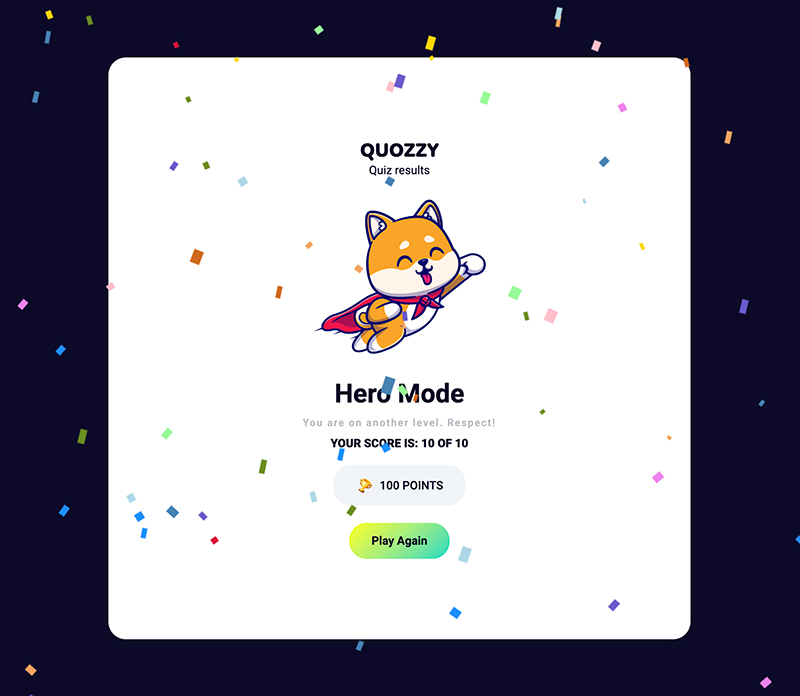 QUOZZY
Quiz results
Hero Mode
You are on another level. Respect!
YOUR SCORE IS: 10 OF 10
100 POINTS
Play Again